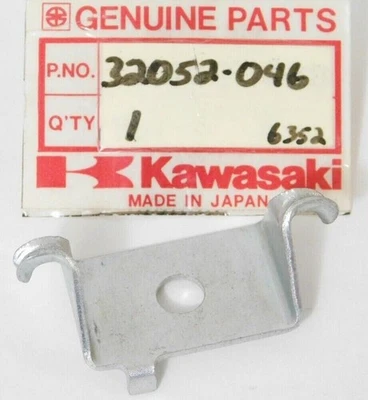 GENUINE PARTS
P.NO. 32052-046
Q'TY 1 6352
Kawasaki
MADE IN JAPAN